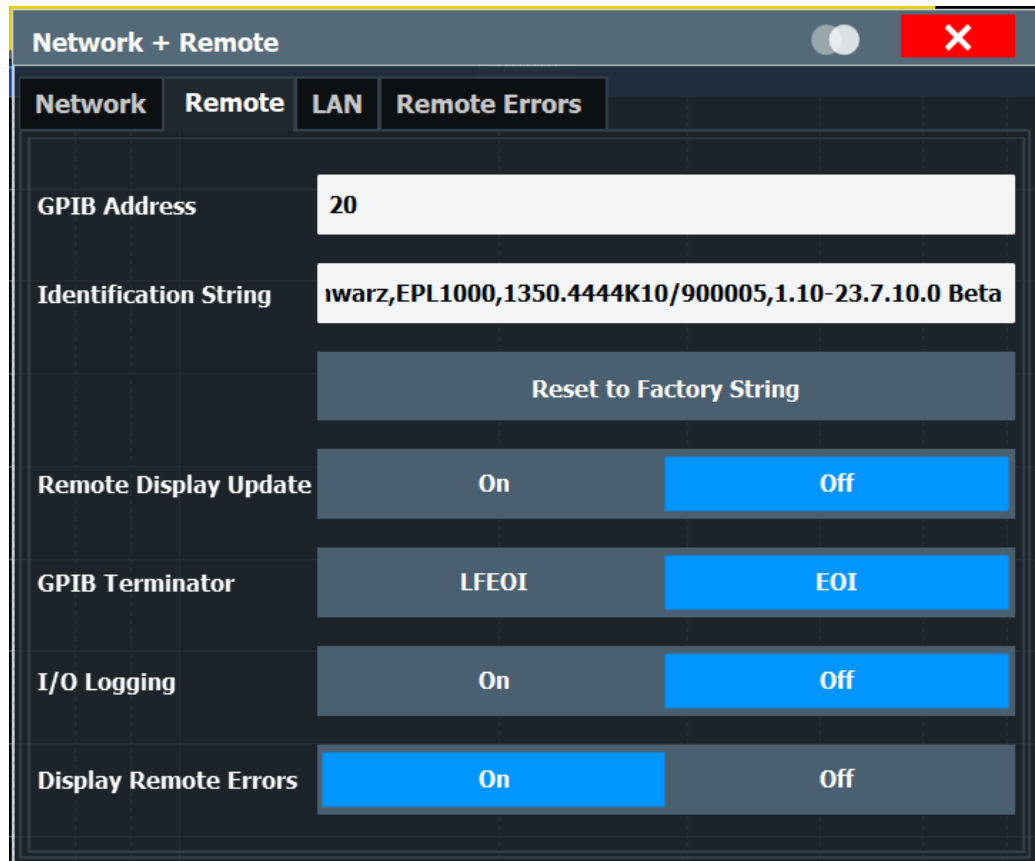 Network + Remote
Network Remote LAN Remote Errors
GPIB Address 20
Identification String warz,EPL1000,1350.4444K10/900005,1.10-23.7.10.0 Beta
Reset to Factory String
Remote Display Update On Off
GPIB Terminator LFEOI EOI
I/O Logging On Off
Display Remote Errors On Off